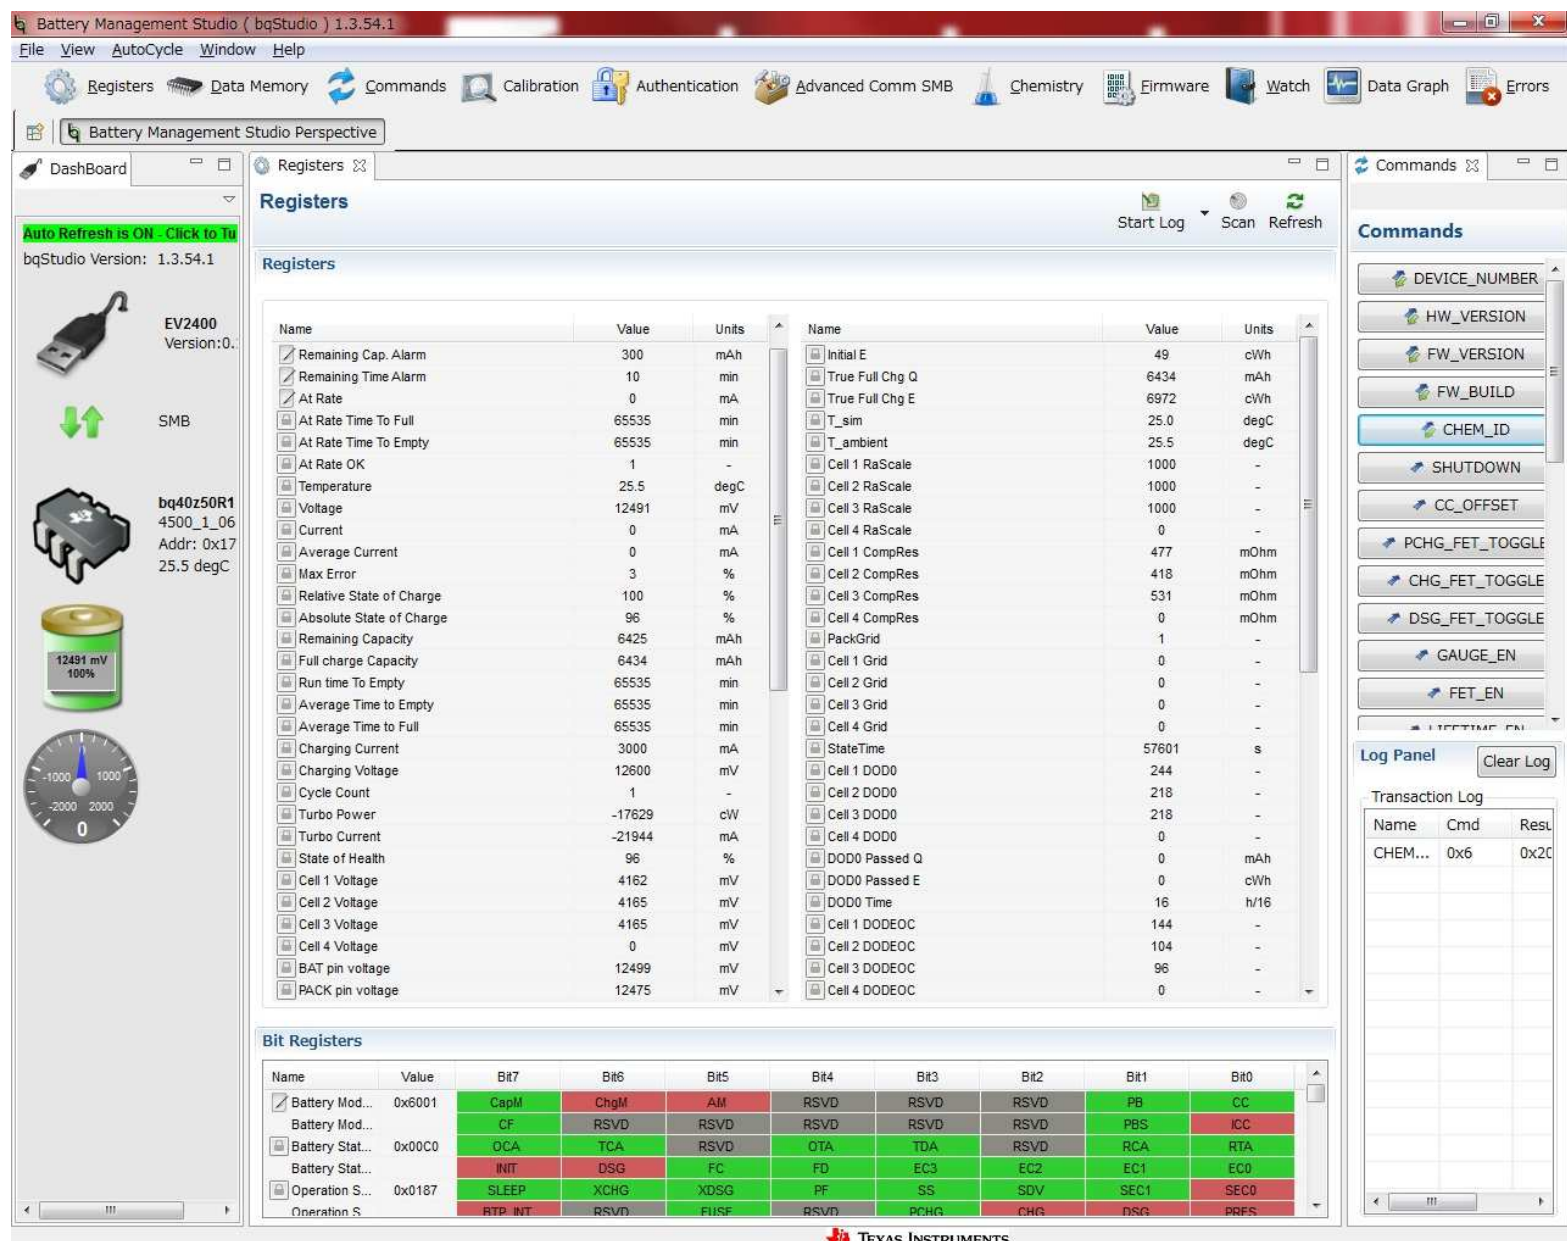 Battery Management Studio ( bqStudio ) 1.3.54.1
File View AutoCycle Window Help
Registers Data Memory Commands Calibration Authentication Advanced Comm SMB Chemistry Firmware Watch Data Graph Errors
Battery Management Studio Perspective
DashBoard
Auto Refresh is ON - Click to Tu
bqStudio Version: 1.3.54.1
EV2400
Version:0.
SMB
bq40z50R1
4500_1_06
Addr: 0x17
25.5 degC
12491 mV
100%
-1000 0 1000
-2000 2000
0
Registers
Registers
Start Log Scan Refresh
Registers
Name Value Units
Remaining Cap. Alarm 300 mAh
Remaining Time Alarm 10 min
At Rate 0 mA
At Rate Time To Full 65535 min
At Rate Time To Empty 65535 min
At Rate OK 1 -
Temperature 25.5 degC
Voltage 12491 mV
Current 0 mA
Average Current 0 mA
Max Error 3 %
Relative State of Charge 100 %
Absolute State of Charge 96 %
Remaining Capacity 6425 mAh
Full charge Capacity 6434 mAh
Run time To Empty 65535 min
Average Time to Empty 65535 min
Average Time to Full 65535 min
Charging Current 3000 mA
Charging Voltage 12600 mV
Cycle Count 1 -
Turbo Power -17629 cW
Turbo Current -21944 mA
State of Health 96 %
Cell 1 Voltage 4162 mV
Cell 2 Voltage 4165 mV
Cell 3 Voltage 4165 mV
Cell 4 Voltage 0 mV
BAT pin voltage 12499 mV
PACK pin voltage 12475 mV
Name Value Units
Initial E 49 cWh
True Full Chg Q 6434 mAh
True Full Chg E 6972 cWh
T_sim 25.0 degC
T_ambient 25.5 degC
Cell 1 RaScale 1000 -
Cell 2 RaScale 1000 -
Cell 3 RaScale 1000 -
Cell 4 RaScale 0 -
Cell 1 CompRes 477 mOhm
Cell 2 CompRes 418 mOhm
Cell 3 CompRes 531 mOhm
Cell 4 CompRes 0 mOhm
PackGrid 1 -
Cell 1 Grid 0 -
Cell 2 Grid 0 -
Cell 3 Grid 0 -
Cell 4 Grid 0 -
StateTime 57601 s
Cell 1 DOD0 244 -
Cell 2 DOD0 218 -
Cell 3 DOD0 218 -
Cell 4 DOD0 0 -
DOD0 Passed Q 0 mAh
DOD0 Passed E 0 cWh
DOD0 Time 16 h/16
Cell 1 DODEOC 144 -
Cell 2 DODEOC 104 -
Cell 3 DODEOC 96 -
Cell 4 DODEOC 0 -
Bit Registers
Name Value Bit7 Bit6 Bit5 Bit4 Bit3 Bit2 Bit1 Bit0
Battery Mod... 0x6001 CapM ChgM AM RSVD RSVD RSVD PB CC
Battery Mod... CF RSVD RSVD RSVD RSVD RSVD PBS ICC
Battery Stat... 0x00C0 OCA TCA RSVD OTA TDA RSVD RCA RTA
Battery Stat... INIT DSG FC FD EC3 EC2 EC1 EC0
Operation S... 0x0187 SLEEP XCHG XDSG PF SS SDV SEC1 SEC0
Operation S BTP_INT RSVD FUSE RSVD PCHG CHG DSG PRES
Commands
Commands
DEVICE_NUMBER
HW_VERSION
FW_VERSION
FW_BUILD
CHEM_ID
SHUTDOWN
CC_OFFSET
PCHG_FET_TOGGLE
CHG_FET_TOGGLE
DSG_FET_TOGGLE
GAUGE_EN
FET_EN
LIFETIME_EN
Log Panel
Clear Log
Transaction Log
Name Cmd Resu
CHEM... 0x6 0x20
TEXAS INSTRUMENTS